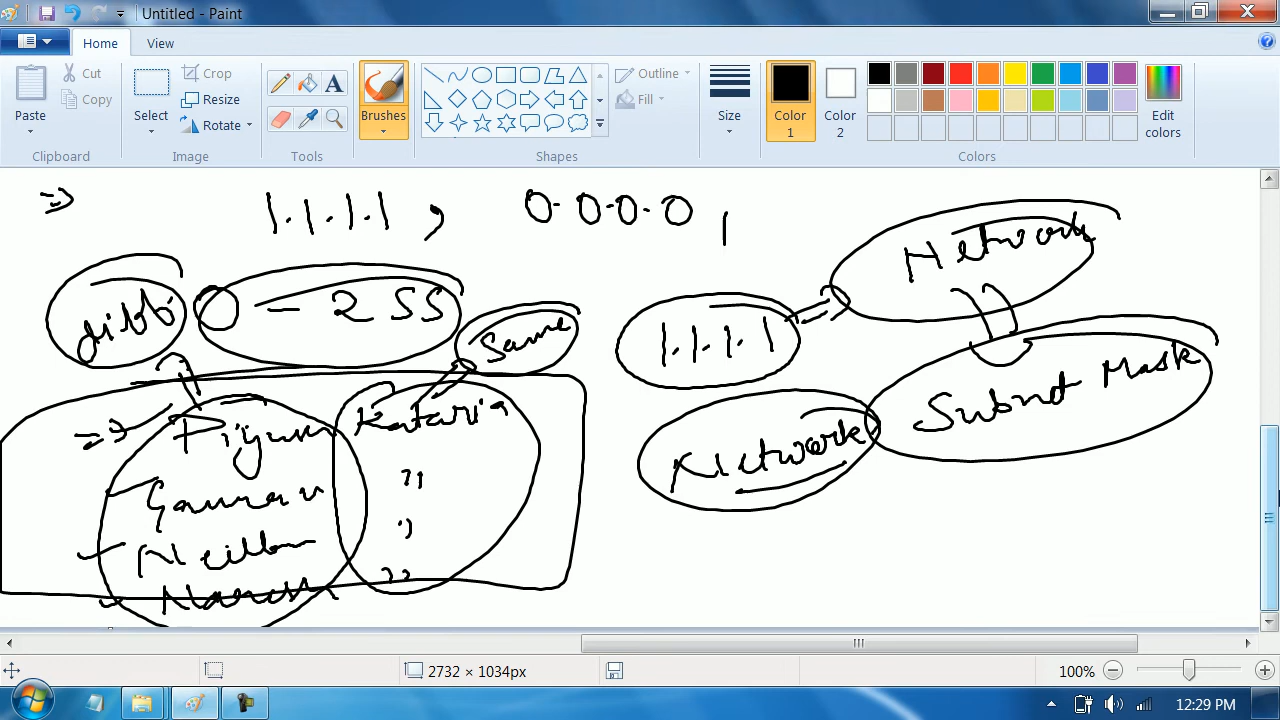 Untitled - Paint
Home View
Paste
Cut
Copy
Clipboard
Select
Crop
Resize
Rotate
Image
A
Tools
Brushes
Shapes
Outline
Fill
Size
Color 1
Color 2
Edit colors
Colors
=> 1.1.1.1, 0.0.0.0,
diff 0 - 255
Same
1.1.1.1 => Network
Subnet Mask
Network
=> Piyush Kataria
Gaurav ,,
Nitin ,,
Naresh ,,
2732 × 1034px
100%
12:29 PM